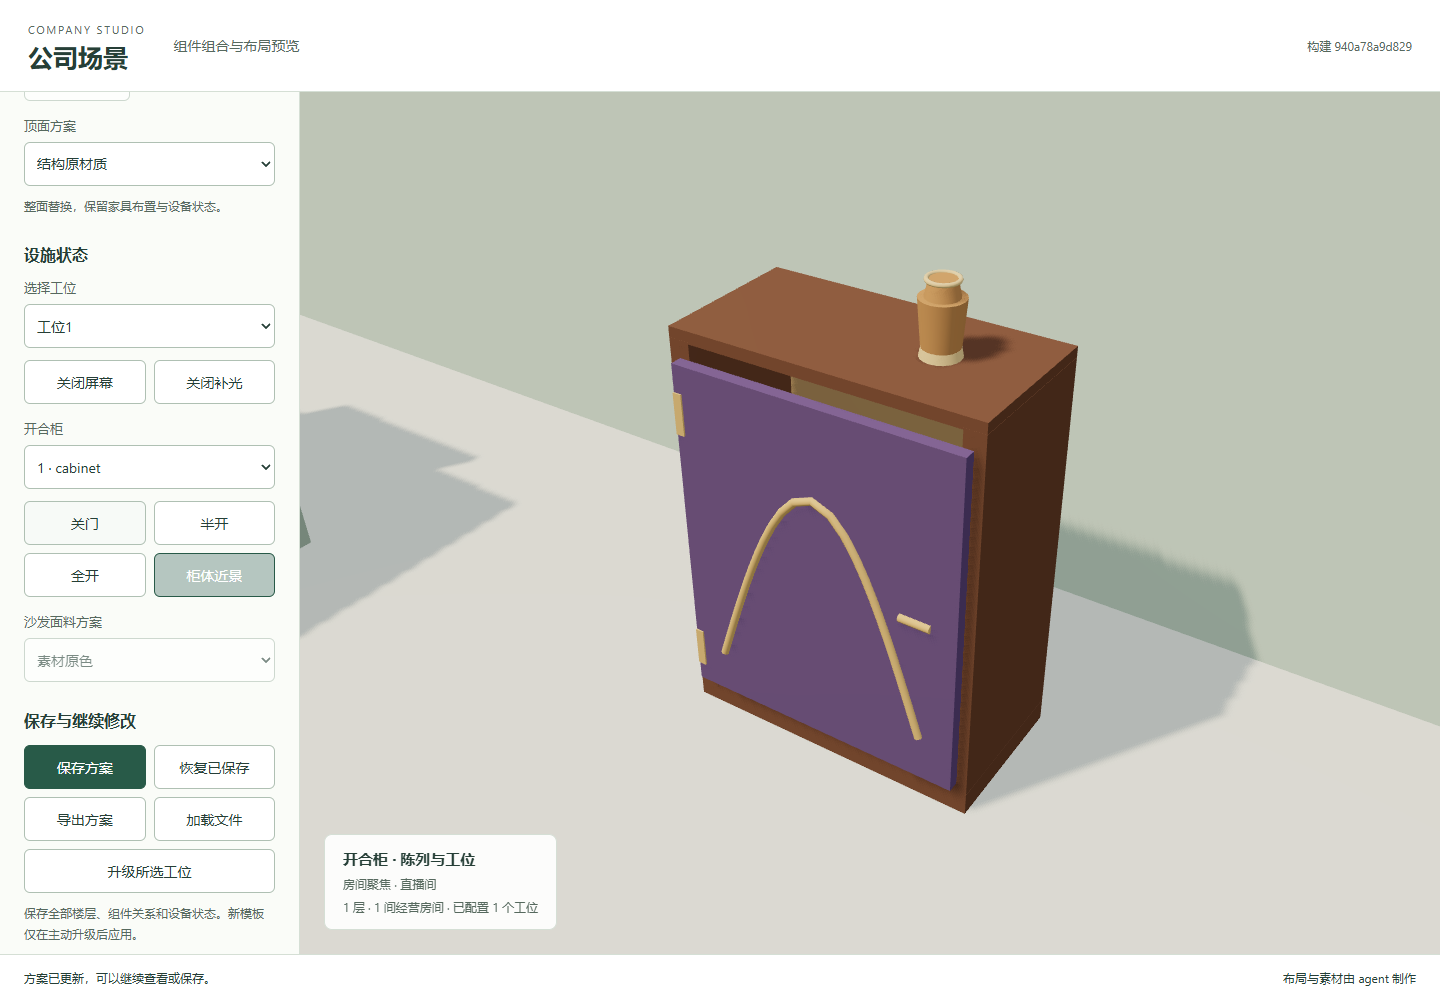 COMPANY STUDIO
公司场景
组件组合与布局预览
构建 940a78a9d829
顶面方案
结构原材质
整面替换，保留家具布置与设备状态。
设施状态
选择工位
工位1
关闭屏幕
关闭补光
开合柜
1 · cabinet
关门
半开
全开
柜体近景
沙发面料方案
素材原色
保存与继续修改
保存方案
恢复已保存
导出方案
加载文件
升级所选工位
保存全部楼层、组件关系和设备状态。新模板
仅在主动升级后应用。
开合柜 · 陈列与工位
房间聚焦 · 直播间
1 层 · 1 间经营房间 · 已配置 1 个工位
方案已更新，可以继续查看或保存。
布局与素材由 agent 制作